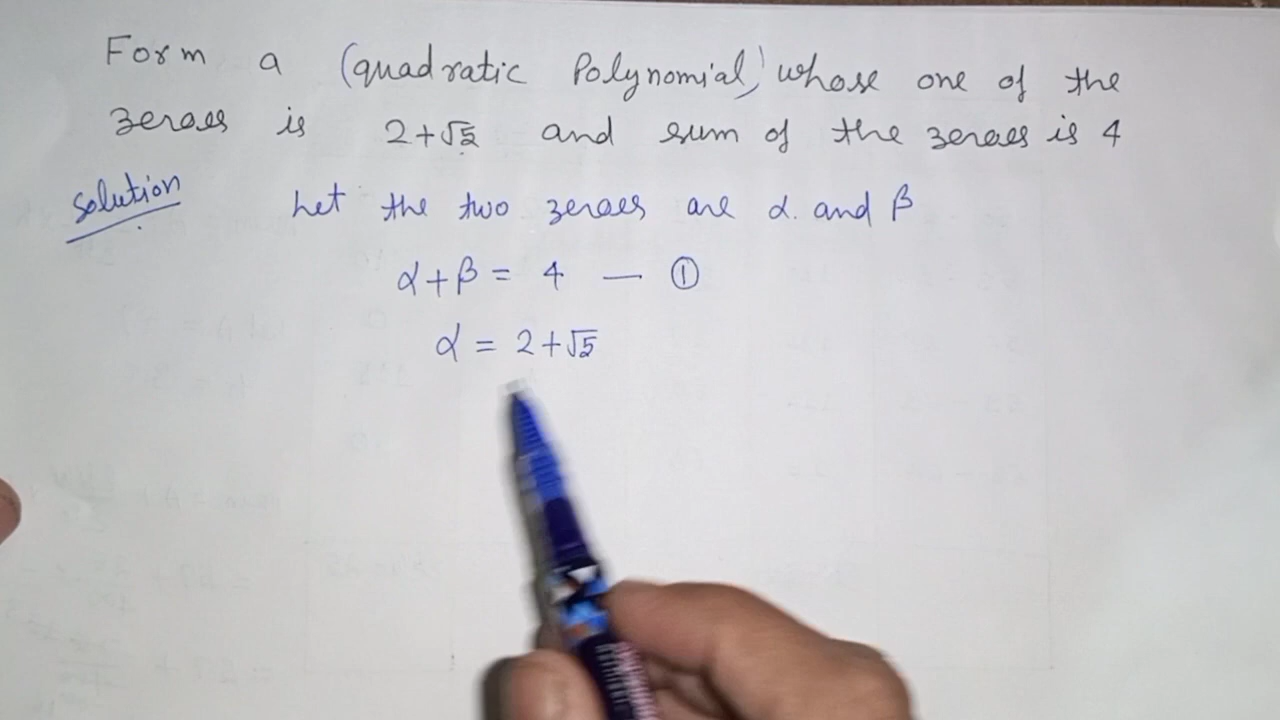 Form a (quadratic Polynomial) whose one of the
zeroes is 2+√5 and sum of the zeroes is 4
Solution Let the two zeroes are α and β
α+β = 4 — ①
α = 2+√5